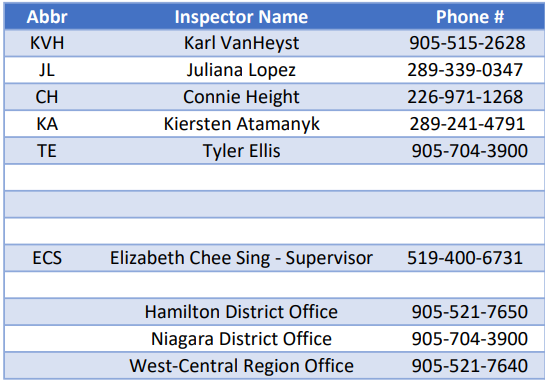 Abbr Inspector Name Phone #
KVH Karl VanHeyst 905-515-2628
JL Juliana Lopez 289-339-0347
CH Connie Height 226-971-1268
KA Kiersten Atamanyk 289-241-4791
TE Tyler Ellis 905-704-3900
ECS Elizabeth Chee Sing - Supervisor 519-400-6731
Hamilton District Office 905-521-7650
Niagara District Office 905-704-3900
West-Central Region Office 905-521-7640